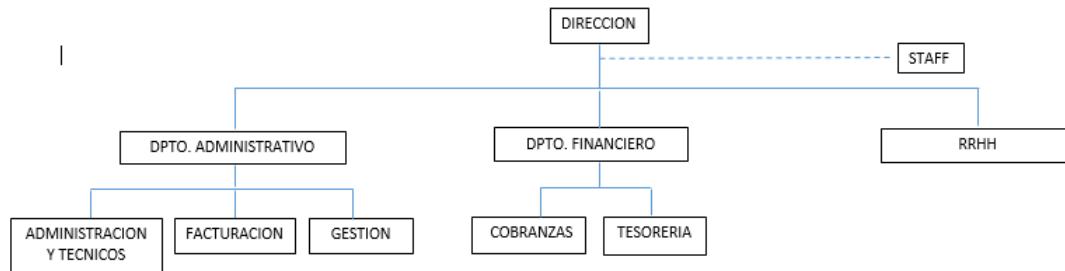 DIRECCION
STAFF
DPTO. ADMINISTRATIVO
DPTO. FINANCIERO
RRHH
ADMINISTRACION
Y TECNICOS
FACTURACION
GESTION
COBRANZAS
TESORERIA